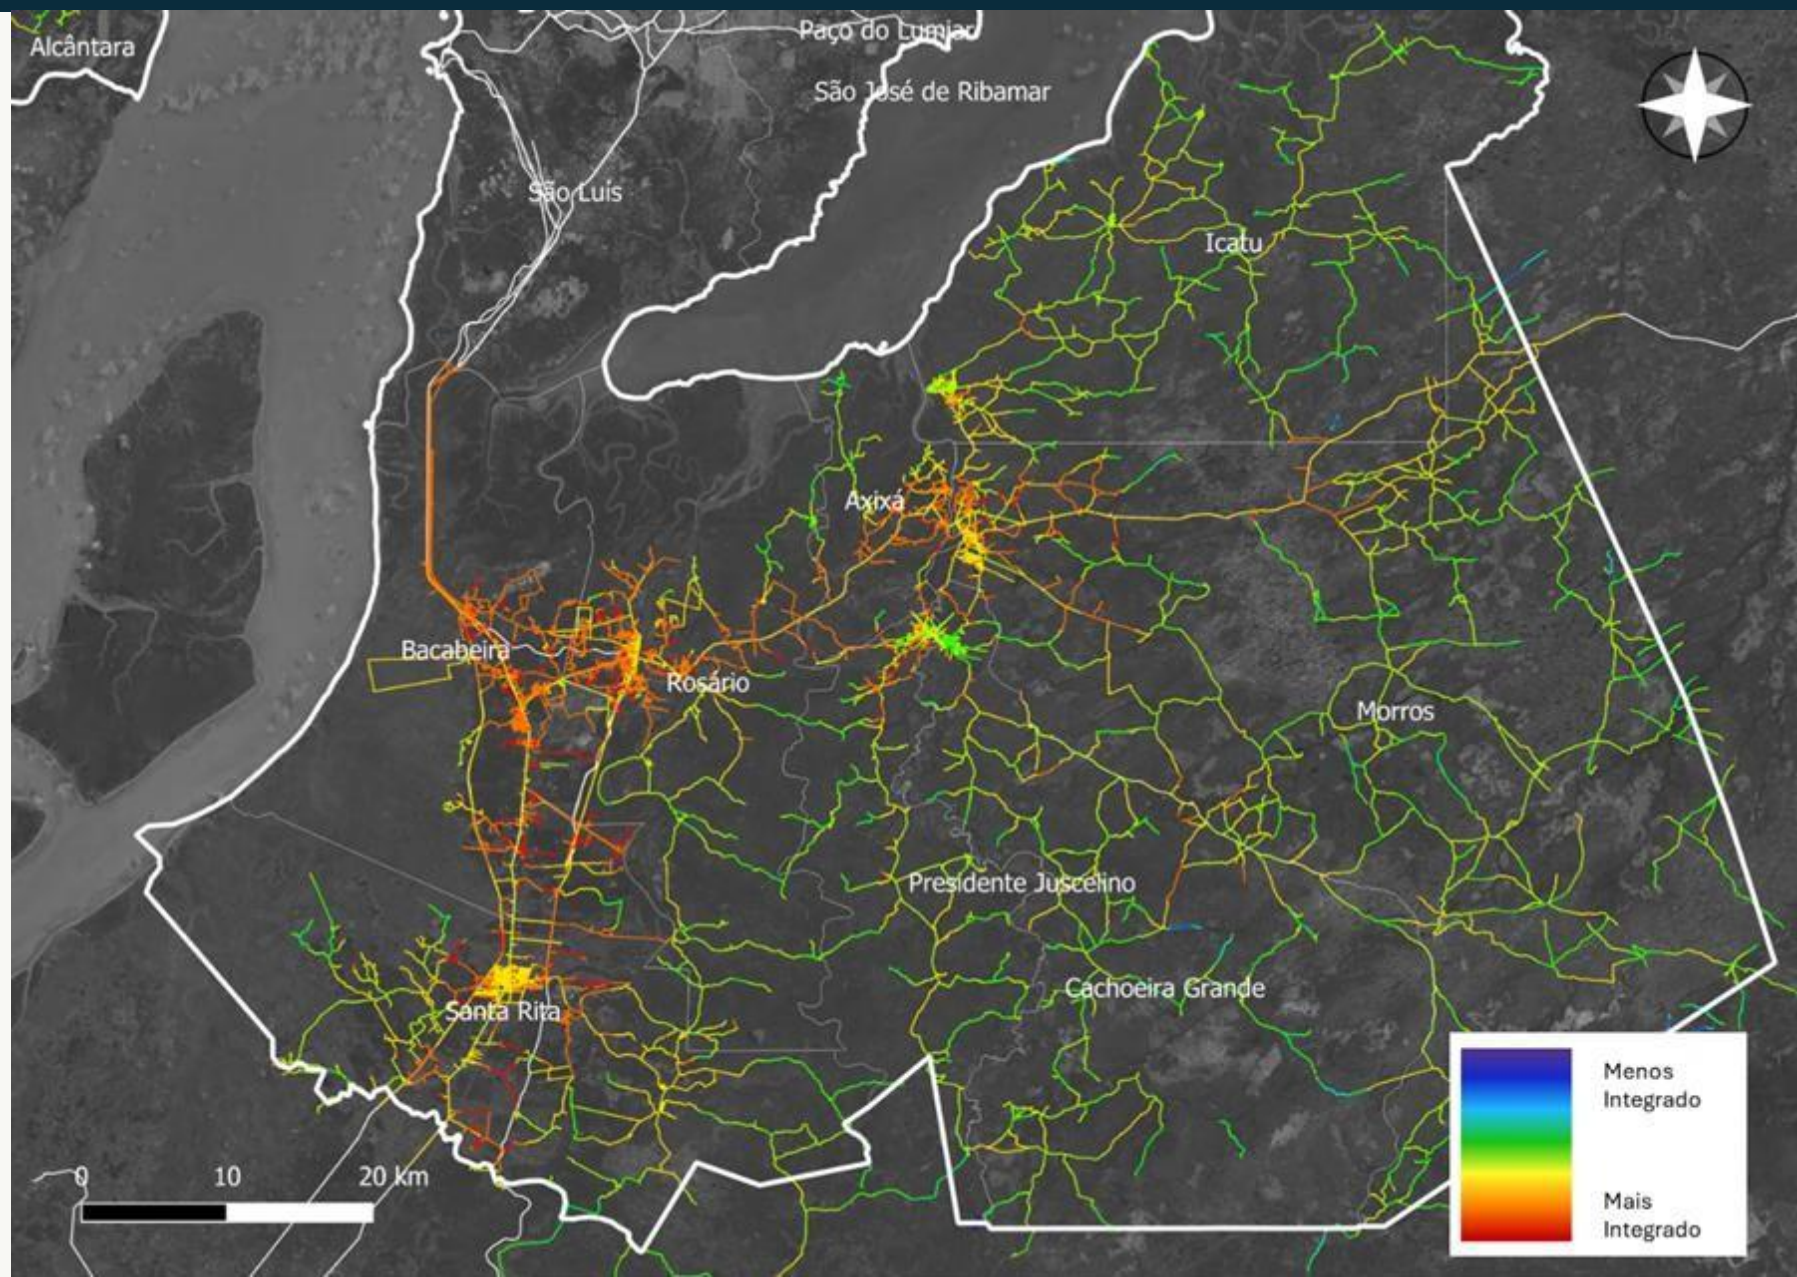 Paço do Lumiar
Alcântara
São José de Ribamar
São Luís
Icatu
Axixá
Bacabeira
Rosário
Morros
Presidente Juscelino
Cachoeira Grande
Santa Rita
Menos
Integrado
Mais
Integrado
0 10 20 km